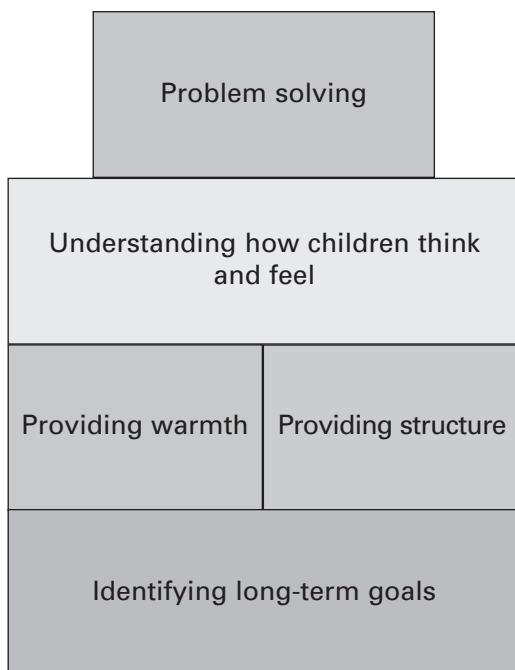 Problem solving
Understanding how children think
and feel
Providing warmth
Providing structure
Identifying long-term goals